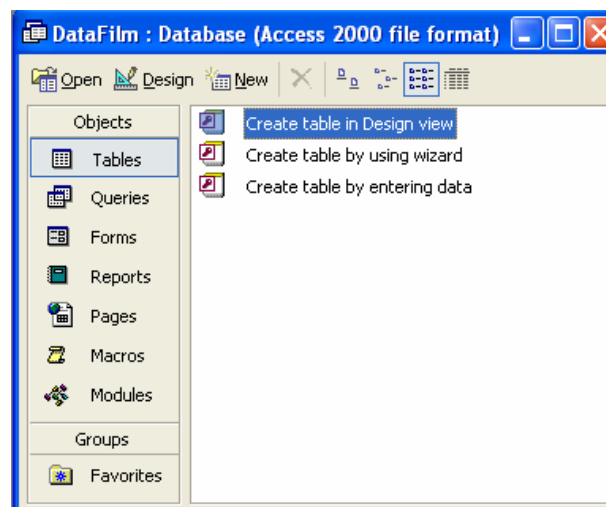 DataFilm : Database (Access 2000 file format)
Open Design New
Objects
Tables
Queries
Forms
Reports
Pages
Macros
Modules
Groups
Favorites
Create table in Design view
Create table by using wizard
Create table by entering data